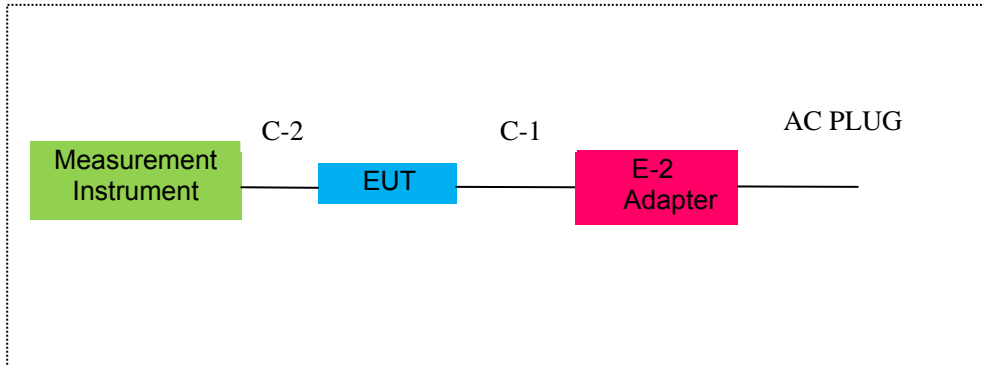 C-2
C-1
AC PLUG
Measurement
Instrument
EUT
E-2
Adapter